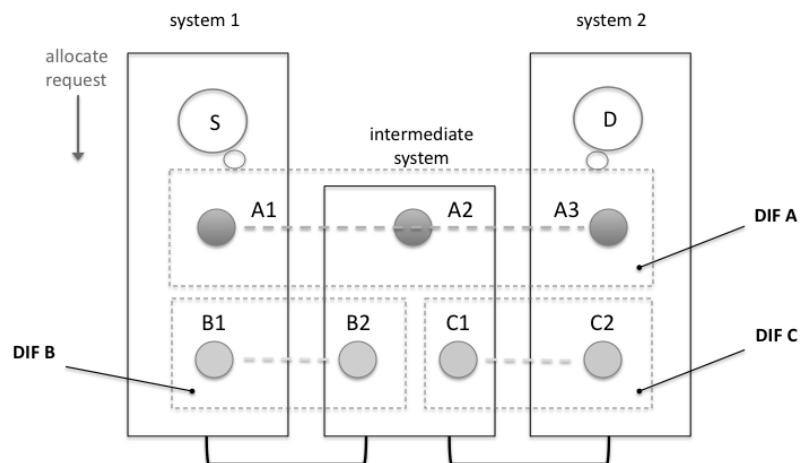 system 1
system 2
allocate
request
S
D
intermediate
system
A1
A2
A3
DIF A
B1
B2
C1
C2
DIF B
DIF C